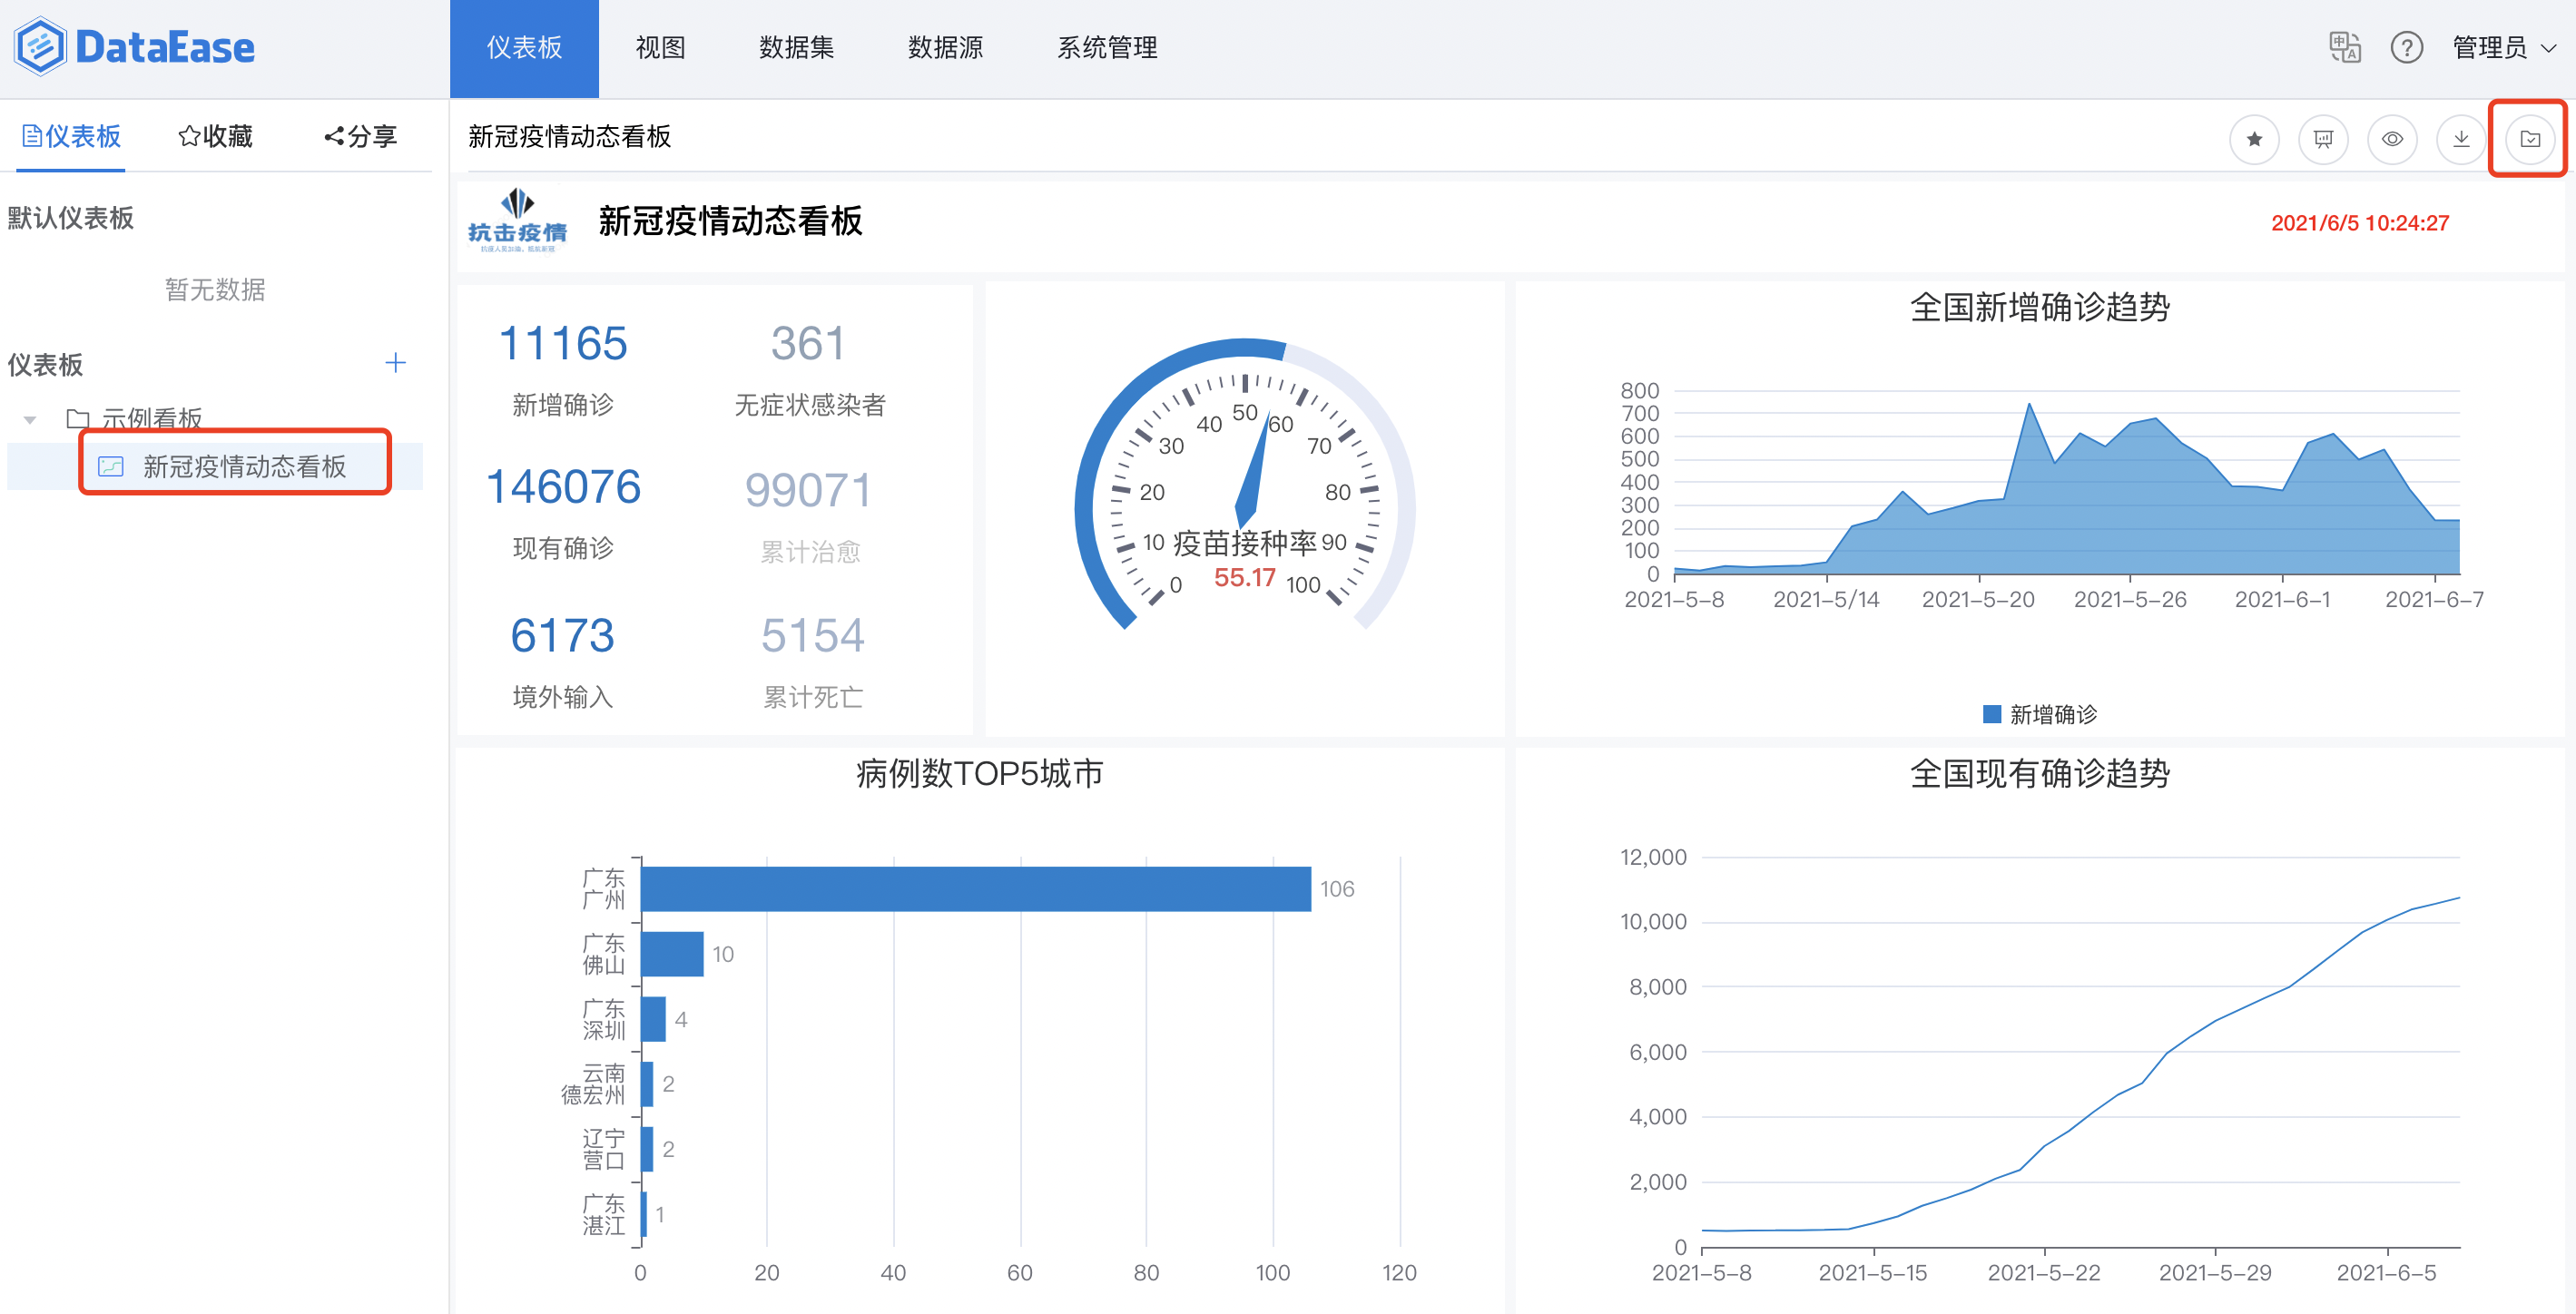 DataEase
仪表板
视图
数据集
数据源
系统管理
管理员
仪表板
收藏
分享
默认仪表板
暂无数据
仪表板
示例看板
新冠疫情动态看板
新冠疫情动态看板
抗击疫情
新冠疫情动态看板
2021/6/5 10:24:27
11165
新增确诊
361
无症状感染者
146076
现有确诊
99071
累计治愈
6173
境外输入
5154
累计死亡
0
10
20
30
40
50
60
70
80
90
100
疫苗接种率
55.17
全国新增确诊趋势
800
700
600
500
400
300
200
100
0
2021-5-8
2021-5/14
2021-5-20
2021-5-26
2021-6-1
2021-6-7
新增确诊
病例数TOP5城市
广东
广州
106
广东
佛山
10
广东
深圳
4
云南
德宏州
2
辽宁
营口
2
广东
湛江
1
0
20
40
60
80
100
120
全国现有确诊趋势
12,000
10,000
8,000
6,000
4,000
2,000
0
2021-5-8
2021-5-15
2021-5-22
2021-5-29
2021-6-5